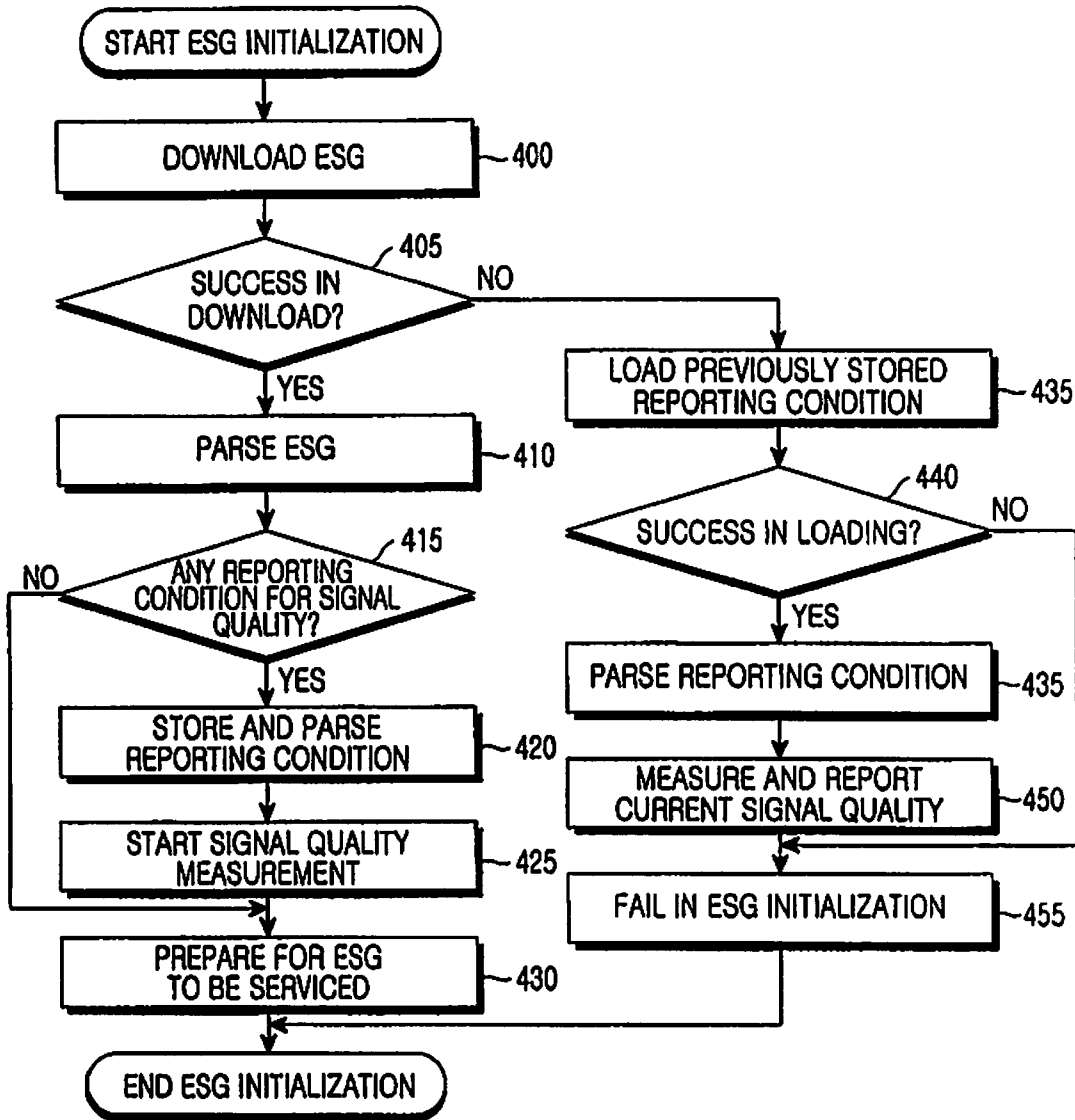 START ESG INITIALIZATION
DOWNLOAD ESG
400
SUCCESS IN
DOWNLOAD?
405
NO
YES
PARSE ESG
410
ANY REPORTING
CONDITION FOR SIGNAL
QUALITY?
415
NO
YES
STORE AND PARSE
REPORTING CONDITION
420
START SIGNAL QUALITY
MEASUREMENT
425
PREPARE FOR ESG
TO BE SERVICED
430
LOAD PREVIOUSLY STORED
REPORTING CONDITION
435
SUCCESS IN LOADING?
440
NO
YES
PARSE REPORTING CONDITION
435
MEASURE AND REPORT
CURRENT SIGNAL QUALITY
450
FAIL IN ESG INITIALIZATION
455
END ESG INITIALIZATION